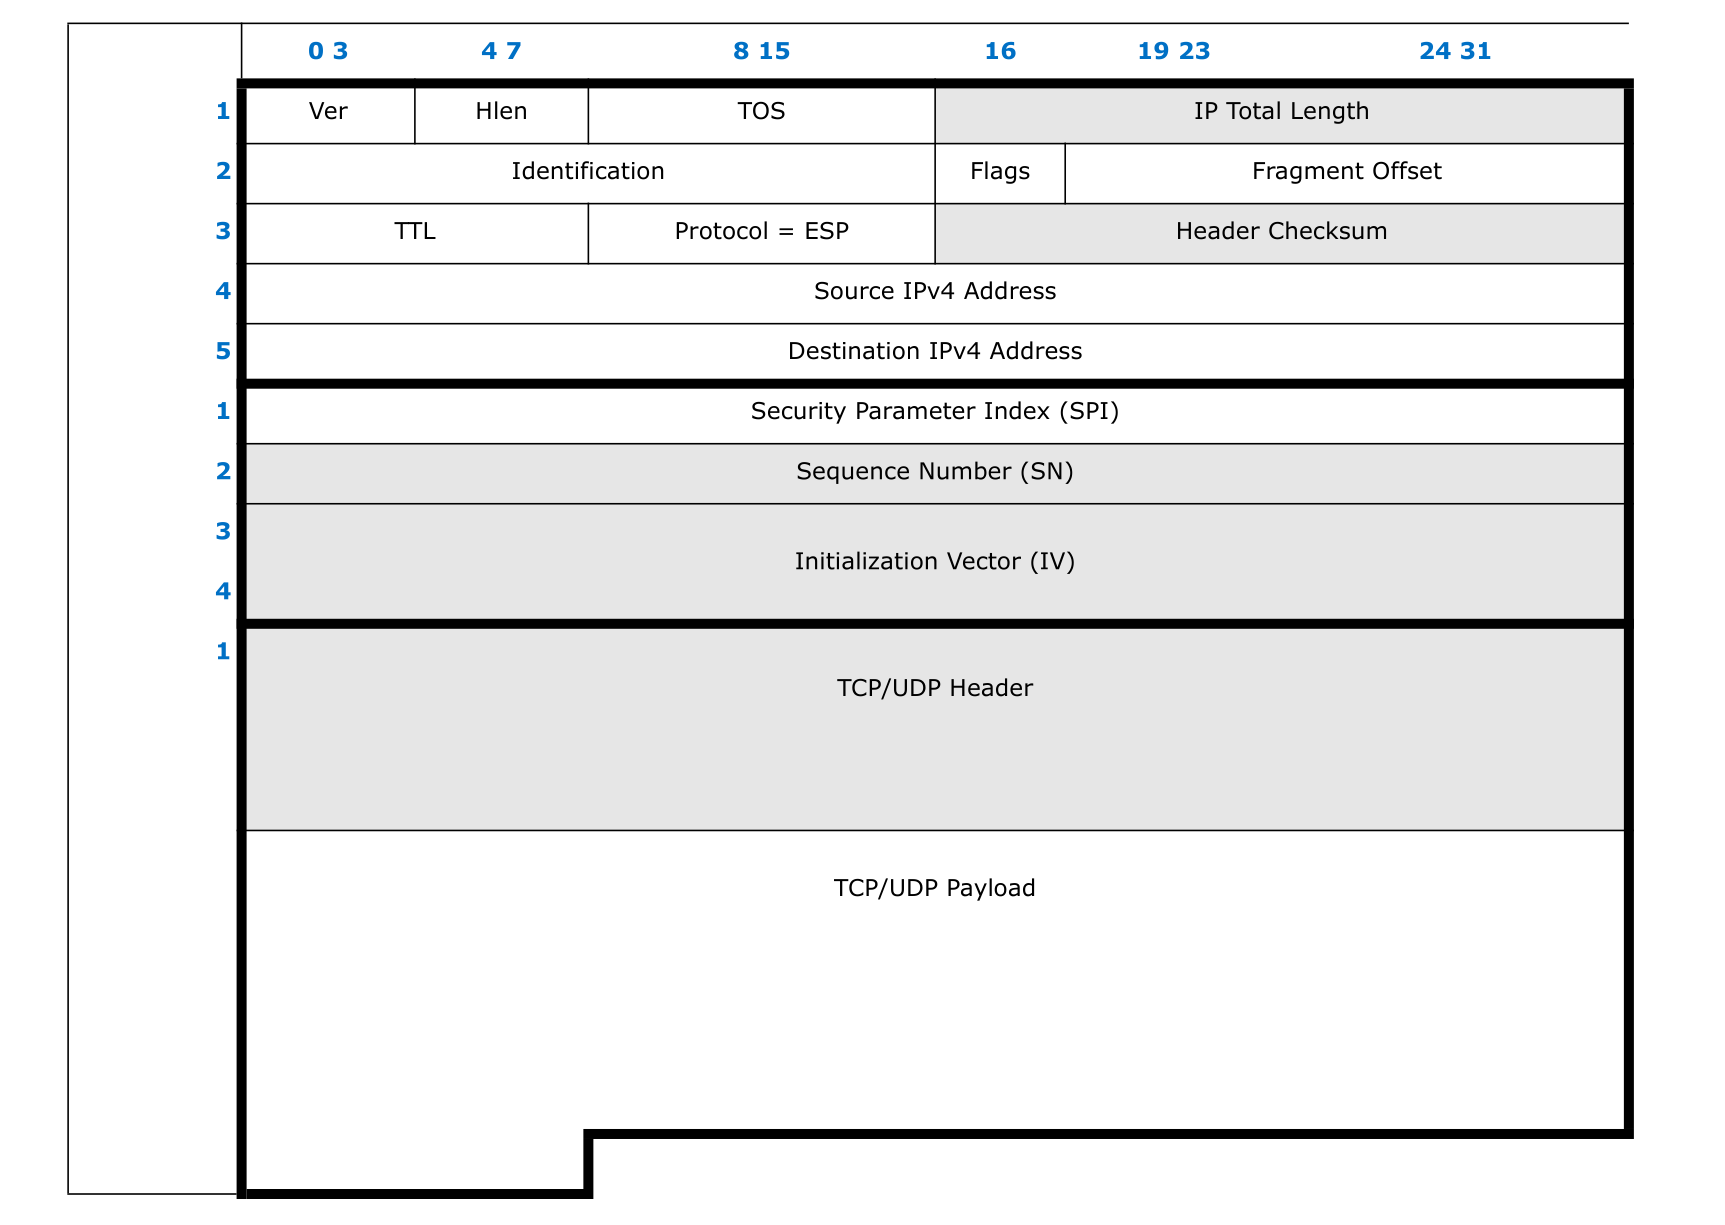 0 3 4 7 8 15 16 19 23 24 31
1 Ver Hlen TOS IP Total Length
2 Identification Flags Fragment Offset
3 TTL Protocol = ESP Header Checksum
4 Source IPv4 Address
5 Destination IPv4 Address
1 Security Parameter Index (SPI)
2 Sequence Number (SN)
3
Initialization Vector (IV)
4
1
TCP/UDP Header
TCP/UDP Payload